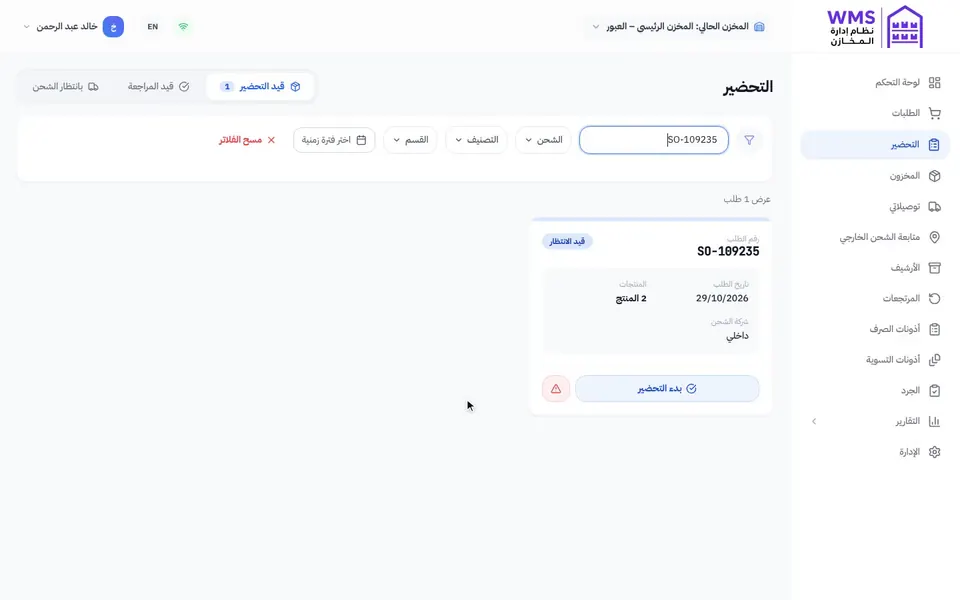 WMS
نظام إدارة
المـخـازن
المخزن الحالي: المخزن الرئيسي – العبور
EN
خ
خالد عبد الرحمن
لوحة التحكم
الطلبات
التحضير
المخزون
توصيلاتي
متابعة الشحن الخارجي
الأرشيف
المرتجعات
أذونات الصرف
أذونات التسوية
الجرد
التقارير
الإدارة
التحضير
قيد التحضير 1
قيد المراجعة
بانتظار الشحن
SO-109235
الشحن
التصنيف
القسم
اختر فترة زمنية
مسح الفلاتر
عرض 1 طلب
رقم الطلب
SO-109235
قيد الانتظار
تاريخ الطلب
29/10/2026
المنتجات
2 المنتج
شركة الشحن
داخلي
بدء التحضير